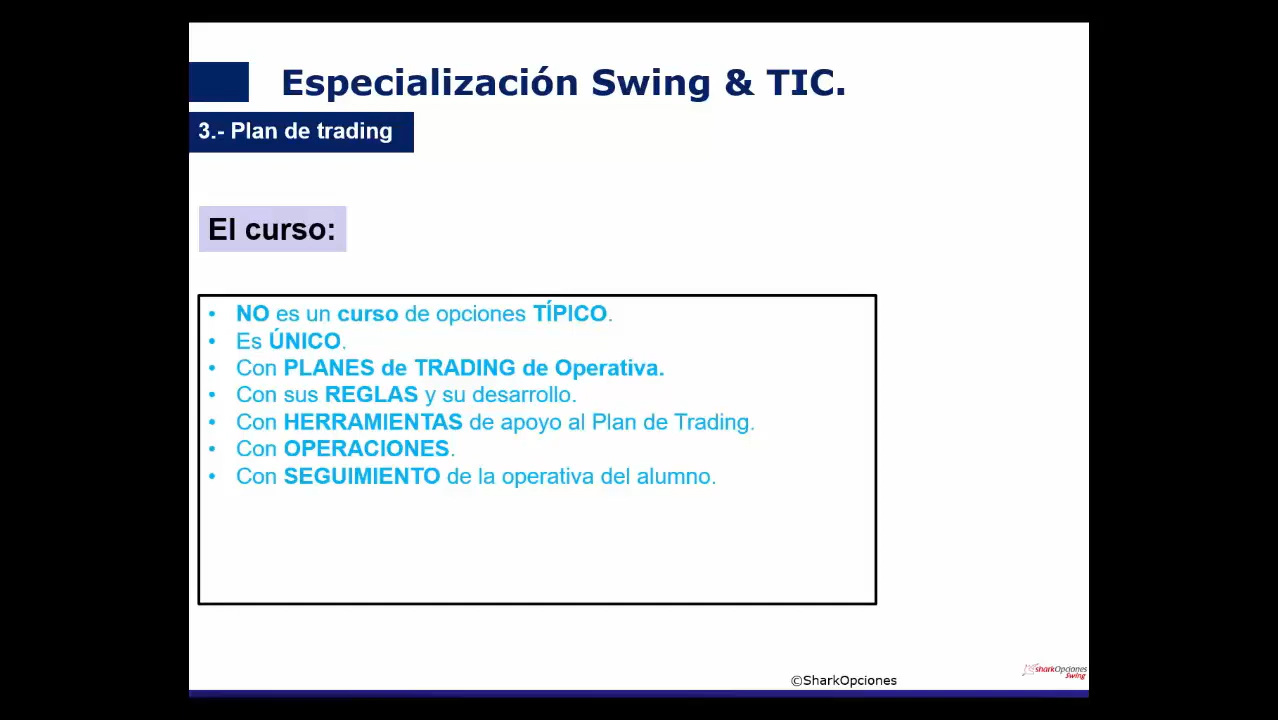 Especialización Swing & TIC.
3.- Plan de trading
El curso:
• NO es un curso de opciones TÍPICO.
• Es ÚNICO.
• Con PLANES de TRADING de Operativa.
• Con sus REGLAS y su desarrollo.
• Con HERRAMIENTAS de apoyo al Plan de Trading.
• Con OPERACIONES.
• Con SEGUIMIENTO de la operativa del alumno.
sharkOpciones
Swing
©SharkOpciones